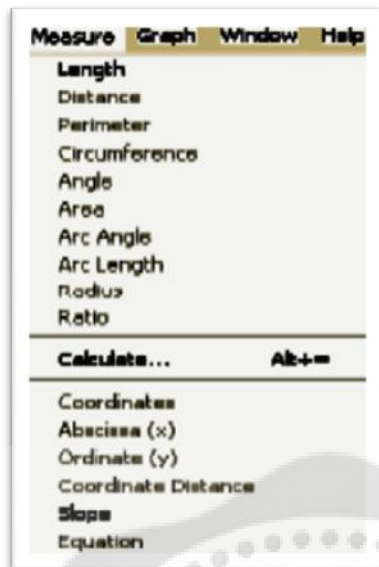 Measure Graph Window Help
Length
Distance
Perimeter
Circumference
Angle
Area
Arc Angle
Arc Length
Radius
Ratio
Calculate... Alt+=
Coordinates
Abscissa (x)
Ordinate (y)
Coordinate Distance
Slope
Equation